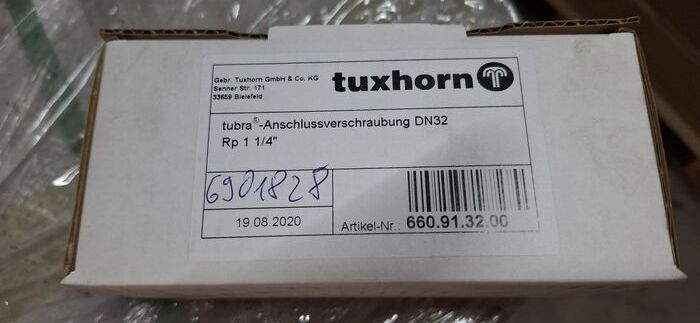 Gebr. Tuxhorn GmbH & Co. KG
Senner Str. 171
33659 Bielefeld
tuxhorn
tubra®-Anschlussverschraubung DN32
Rp 1 1/4"
6901828
19.08.2020
Artikel-Nr.: 660.91.32.00